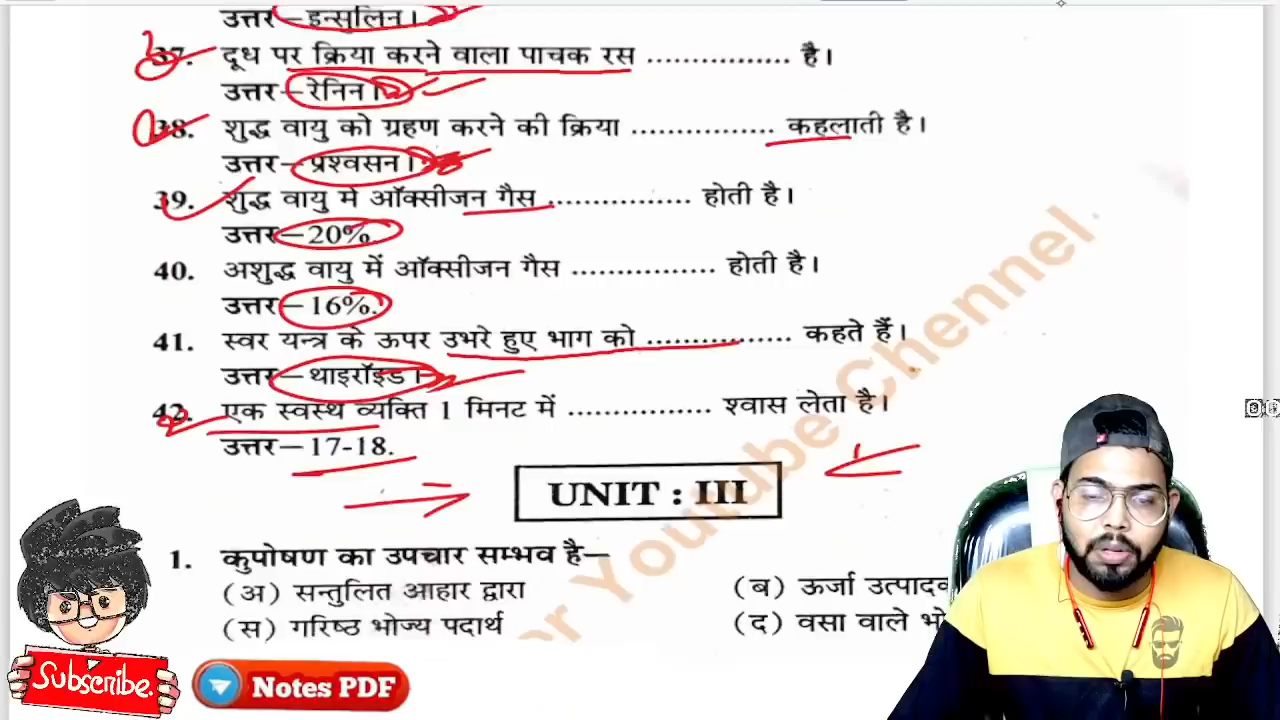 उत्तर– इन्सुलिन।
37. दूध पर क्रिया करने वाला पाचक रस ................ है।
उत्तर– रेनिन।
38. शुद्ध वायु को ग्रहण करने की क्रिया ................ कहलाती है।
उत्तर– प्रश्वसन।
39. शुद्ध वायु में ऑक्सीजन गैस ................ होती है।
उत्तर– 20%.
40. अशुद्ध वायु में ऑक्सीजन गैस ................ होती है।
उत्तर– 16%.
41. स्वर यन्त्र के ऊपर उभरे हुए भाग को ................ कहते हैं।
उत्तर– थाइरॉइड।
42. एक स्वस्थ व्यक्ति 1 मिनट में ................ श्वास लेता है।
उत्तर– 17-18.
UNIT : III
1. कुपोषण का उपचार सम्भव है–
(अ) सन्तुलित आहार द्वारा (ब) ऊर्जा
(स) गरिष्ठ भोज्य पदार्थ (द) वसा वाले
Youtube Chennel
Subscribe.
Notes PDF